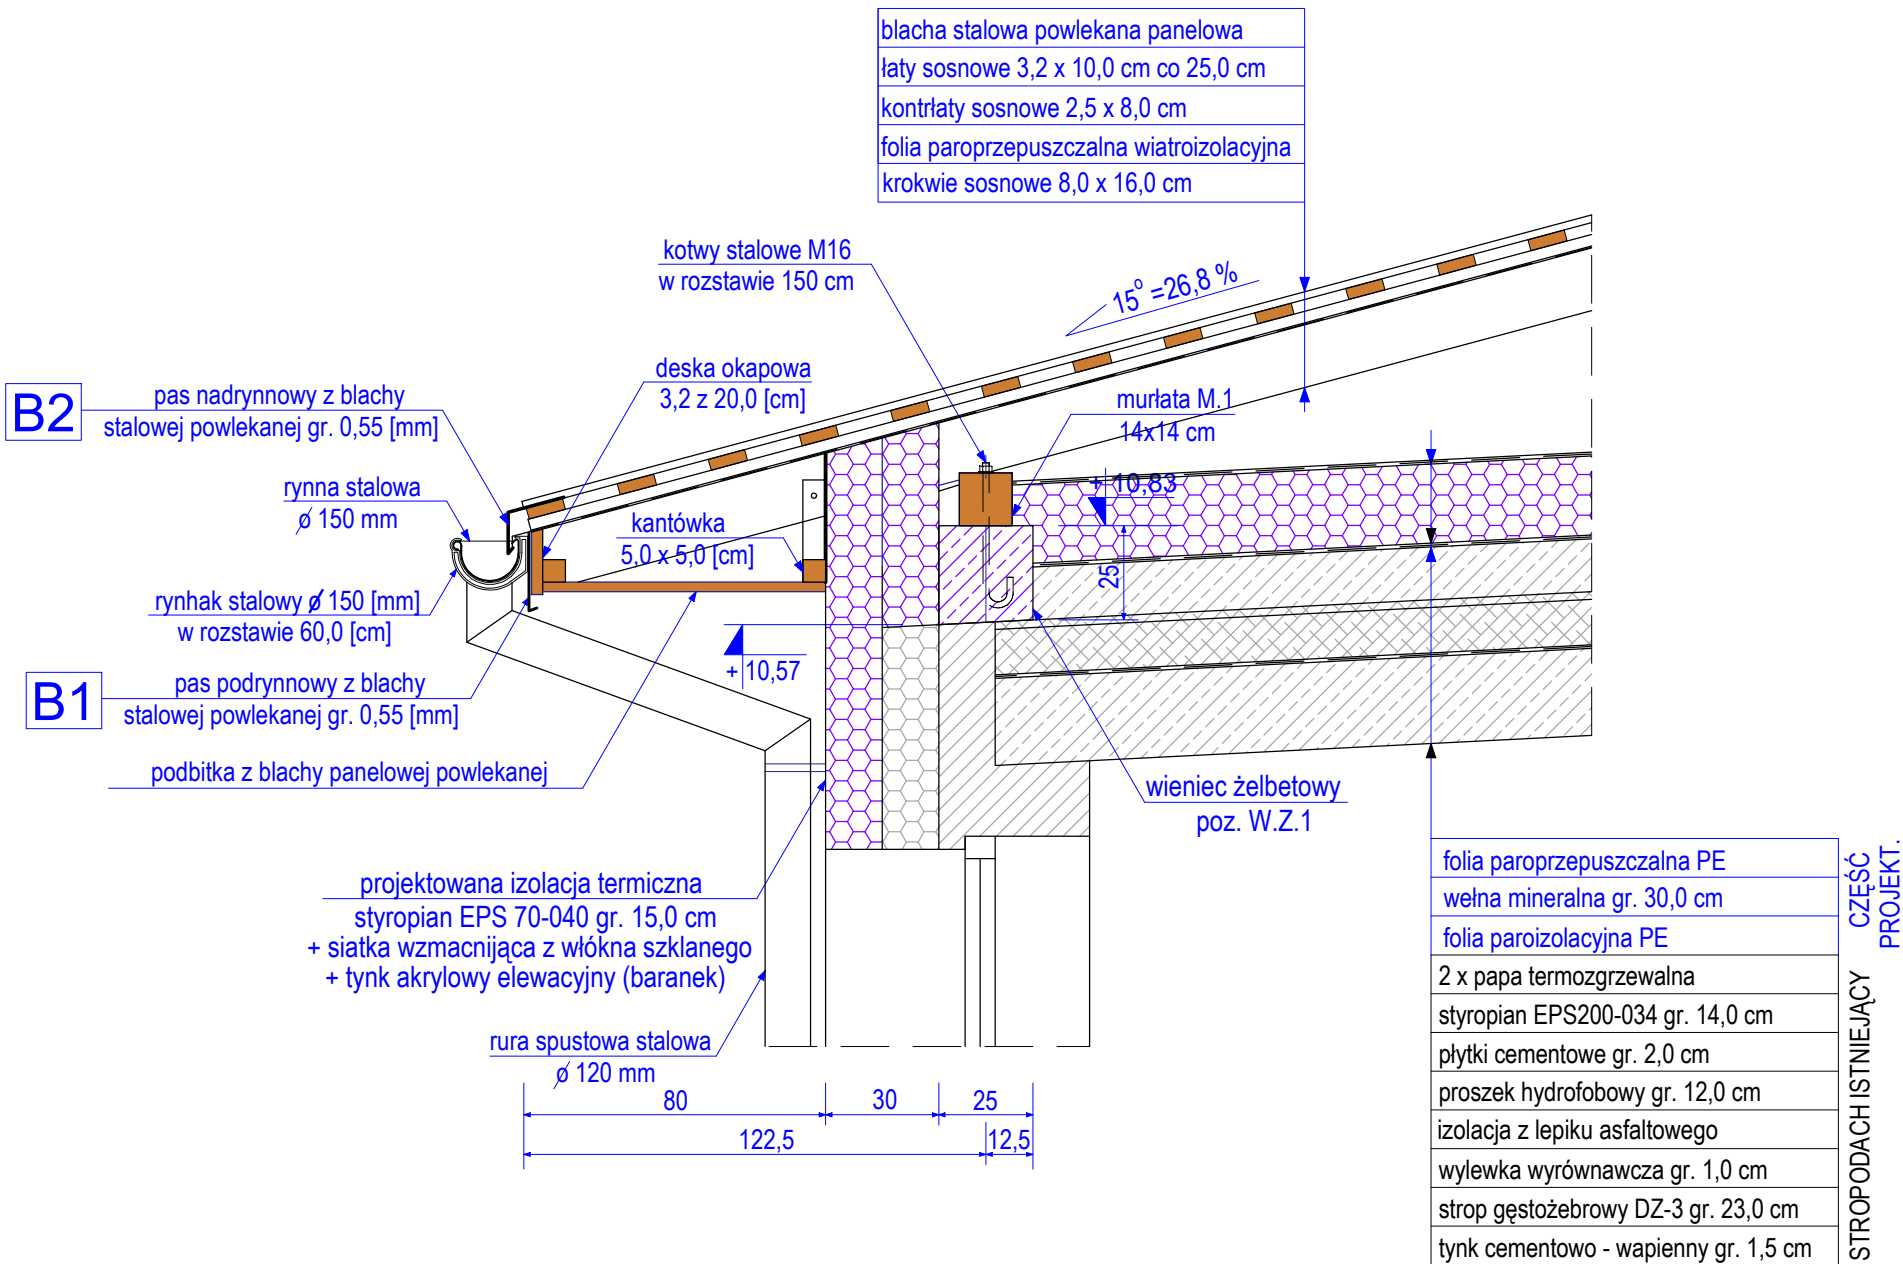 blacha stalowa powlekana panelowa
łaty sosnowe 3,2 x 10,0 cm co 25,0 cm
kontrłaty sosnowe 2,5 x 8,0 cm
folia paroprzepuszczalna wiatroizolacyjna
krokwie sosnowe 8,0 x 16,0 cm
kotwy stalowe M16
w rozstawie 150 cm
15° =26,8 %
deska okapowa
3,2 z 20,0 [cm]
murłata M.1
14x14 cm
B2
pas nadrynnowy z blachy
stalowej powlekanej gr. 0,55 [mm]
+ 10,83
rynna stalowa
ø 150 mm
kantówka
5,0 x 5,0 [cm]
25
rynhak stalowy ø 150 [mm]
w rozstawie 60,0 [cm]
+ 10,57
B1
pas podrynnowy z blachy
stalowej powlekanej gr. 0,55 [mm]
podbitka z blachy panelowej powlekanej
wieniec żelbetowy
poz. W.Z.1
projektowana izolacja termiczna
styropian EPS 70-040 gr. 15,0 cm
+ siatka wzmacnijąca z włókna szklanego
+ tynk akrylowy elewacyjny (baranek)
rura spustowa stalowa
ø 120 mm
80
30
25
122,5
12,5
folia paroprzepuszczalna PE
wełna mineralna gr. 30,0 cm
folia paroizolacyjna PE
CZĘŚĆ
PROJEKT.
2 x papa termozgrzewalna
styropian EPS200-034 gr. 14,0 cm
płytki cementowe gr. 2,0 cm
proszek hydrofobowy gr. 12,0 cm
izolacja z lepiku asfaltowego
wylewka wyrównawcza gr. 1,0 cm
strop gęstożebrowy DZ-3 gr. 23,0 cm
tynk cementowo - wapienny gr. 1,5 cm
STROPODACH ISTNIEJĄCY